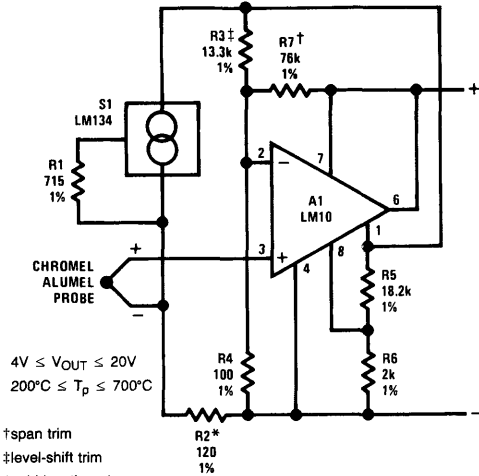 R3‡
13.3k
1%
R7†
76k
1%
+
S1
LM134
R1
715
1%
2
−
7
A1
LM10
6
1
3
+
4
8
+
CHROMEL
ALUMEL
PROBE
−
R5
18.2k
1%
R4
100
1%
R6
2k
1%
4V ≤ VOUT ≤ 20V
200°C ≤ Tp ≤ 700°C
−
R2*
120
1%
†span trim
‡level-shift trim